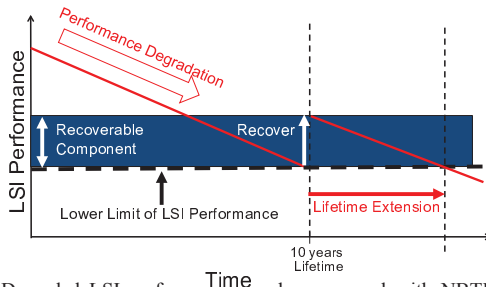 Performance Degradation
LSI Performance
Recoverable
Component
Recover
Lower Limit of LSI Performance
Lifetime Extension
10 years
Lifetime
Time